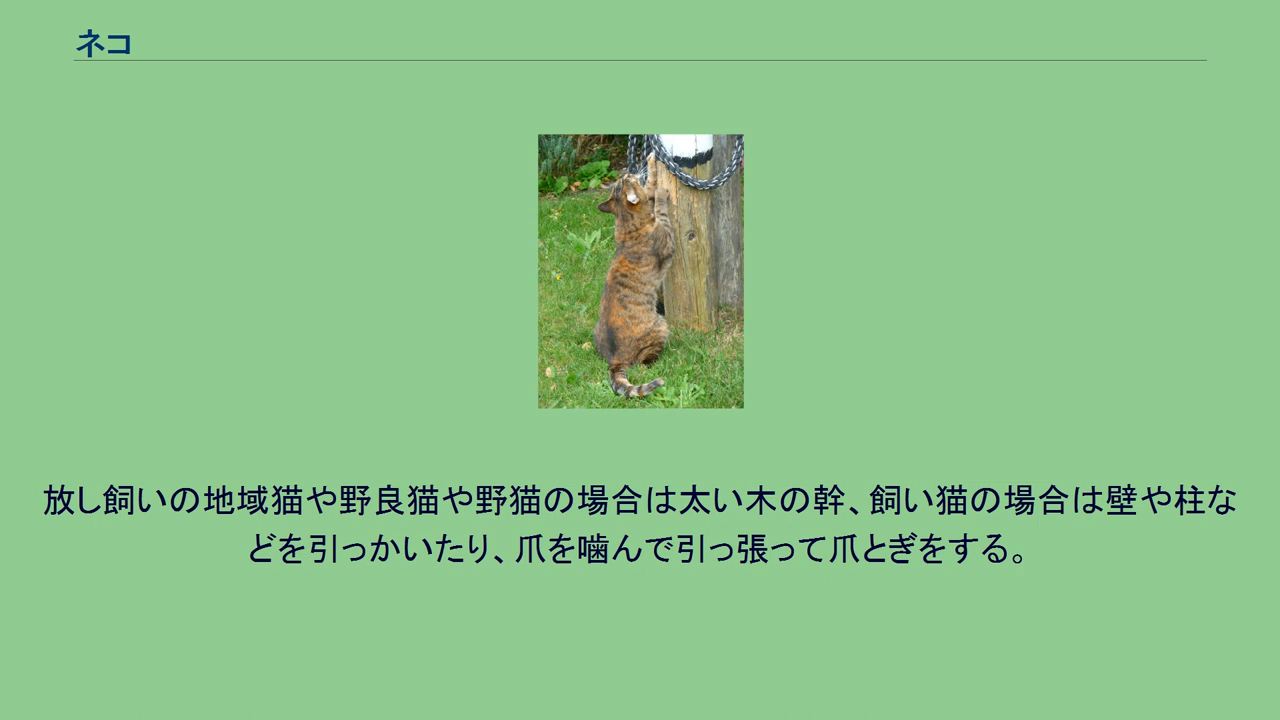 ネコ
放し飼いの地域猫や野良猫や野猫の場合は太い木の幹、飼い猫の場合は壁や柱な
どを引っかいたり、爪を噛んで引っ張って爪とぎをする。